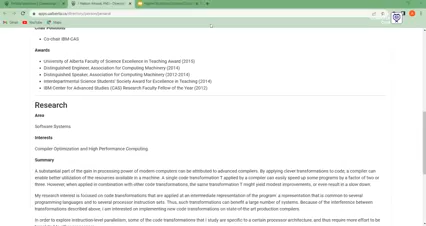 apps.ualberta.ca/directory/person/jamaral
Gmail
YouTube
Maps
Chair Positions
• Co-chair IBM CAS
Awards
• University of Alberta Faculty of Science Excellence in Teaching Award (2015)
• Distinguished Engineer, Association for Computing Machinery (2014)
• Distinguished Speaker, Association for Computing Machinery (2012-2014)
• Interdepartmental Science Students' Society Award for Excellence in Teaching (2014)
• IBM Center for Advanced Studies (CAS) Research Faculty Fellow of the Year (2012)
Research
Area
Software Systems
Interests
Compiler Optimization and High Performance Computing.
Summary
A substantial part of the gain in processing power of modern computers can be attributed to advanced compilers. By applying clever transformations to code, a compiler can
enable better utilization of the resources available in a machine. A single code transformation T applied by a compiler can easily speed up some programs by a factor of two or
three. However, when applied in combination with other code transformations, the same transformation T might yield modest improvements, or even result in a slow down.
My research interest is focused on code transformations that are applied at an intermediate representation of the program: a representation that is common to several
programming languages and to several processor instruction sets. Thus, such transformations can benefit a large number of systems. Because of the interference between
transformations described above, I am interested on implementing new code transformations on state-of-the-art production compilers.
In order to explore instruction-level parallelism, some of the code transformations that I study are specific to a certain processor architecture and thus require more effort to be